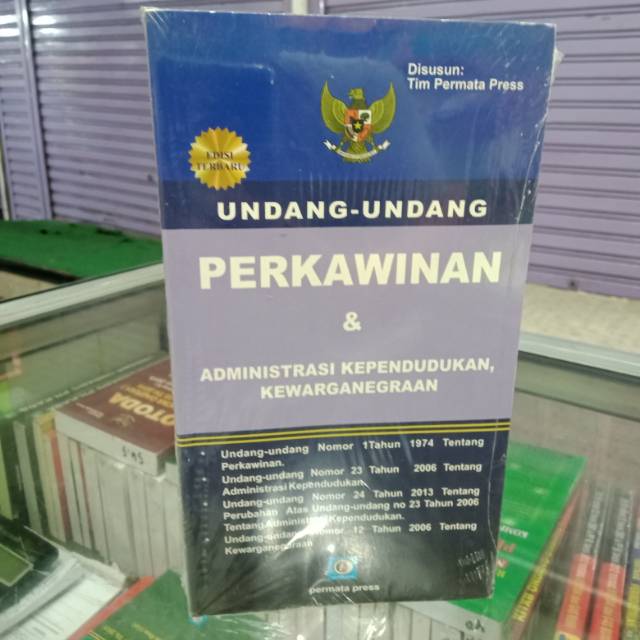 Disusun:
Tim Permata Press
EDISI
TERBARU
UNDANG-UNDANG
PERKAWINAN
&
ADMINISTRASI KEPENDUDUKAN,
KEWARGANEGRAAN
Undang-undang Nomor 1Tahun 1974 Tentang
Perkawinan.
Undang-undang Nomor 23 Tahun 2006 Tentang
Administrasi Kependudukan
Undang-undang Nomor 24 Tahun 2013 Tentang
Perubahan Atas Undang-undang no 23 Tahun 2006
Tentang Administrasi Kependudukan.
Undang-undang Nomor 12 Tahun 2006 Tentang
Kewarganegraan
permata press